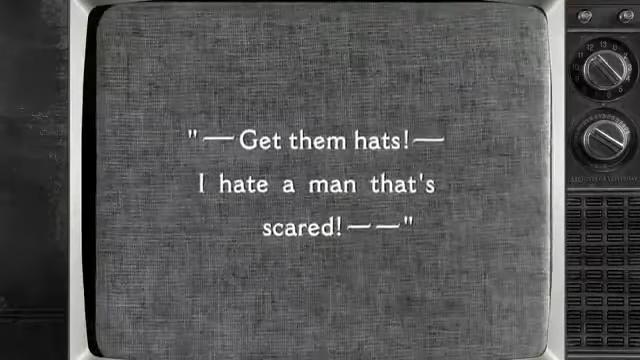 "—Get them hats!—
I hate a man that's
scared!——"